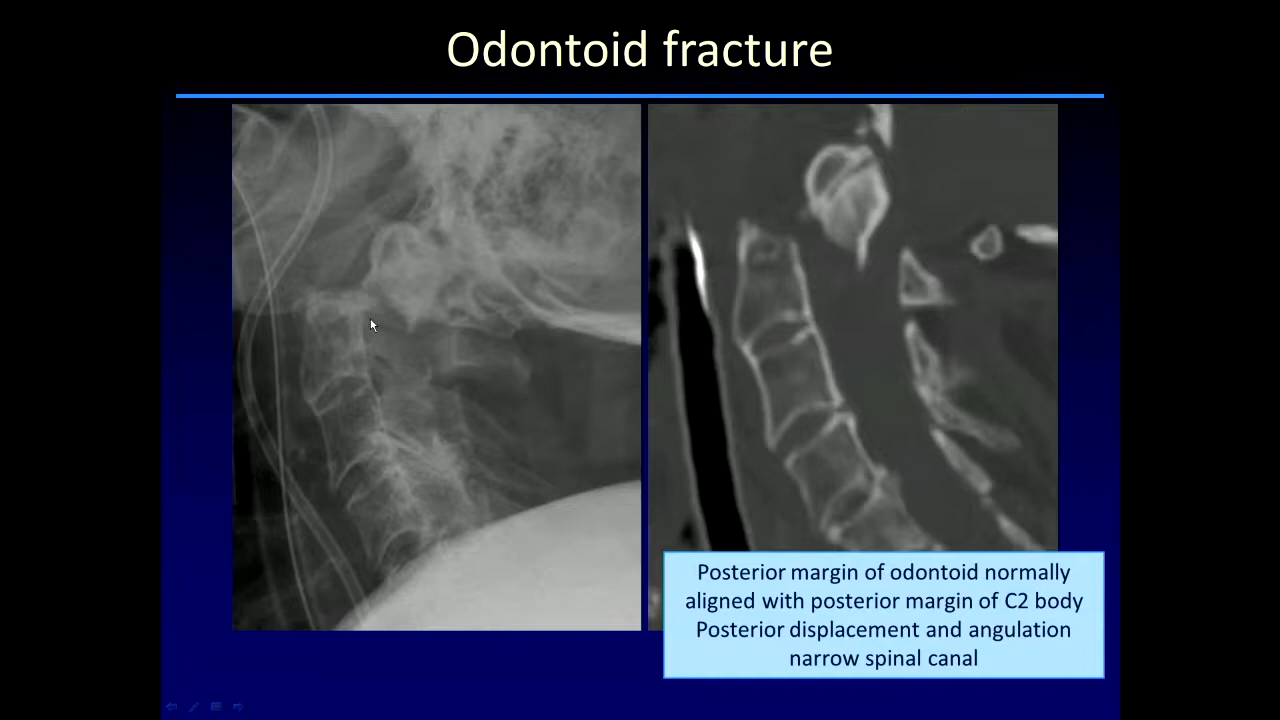 Odontoid fracture
Posterior margin of odontoid normally
aligned with posterior margin of C2 body
Posterior displacement and angulation
narrow spinal canal